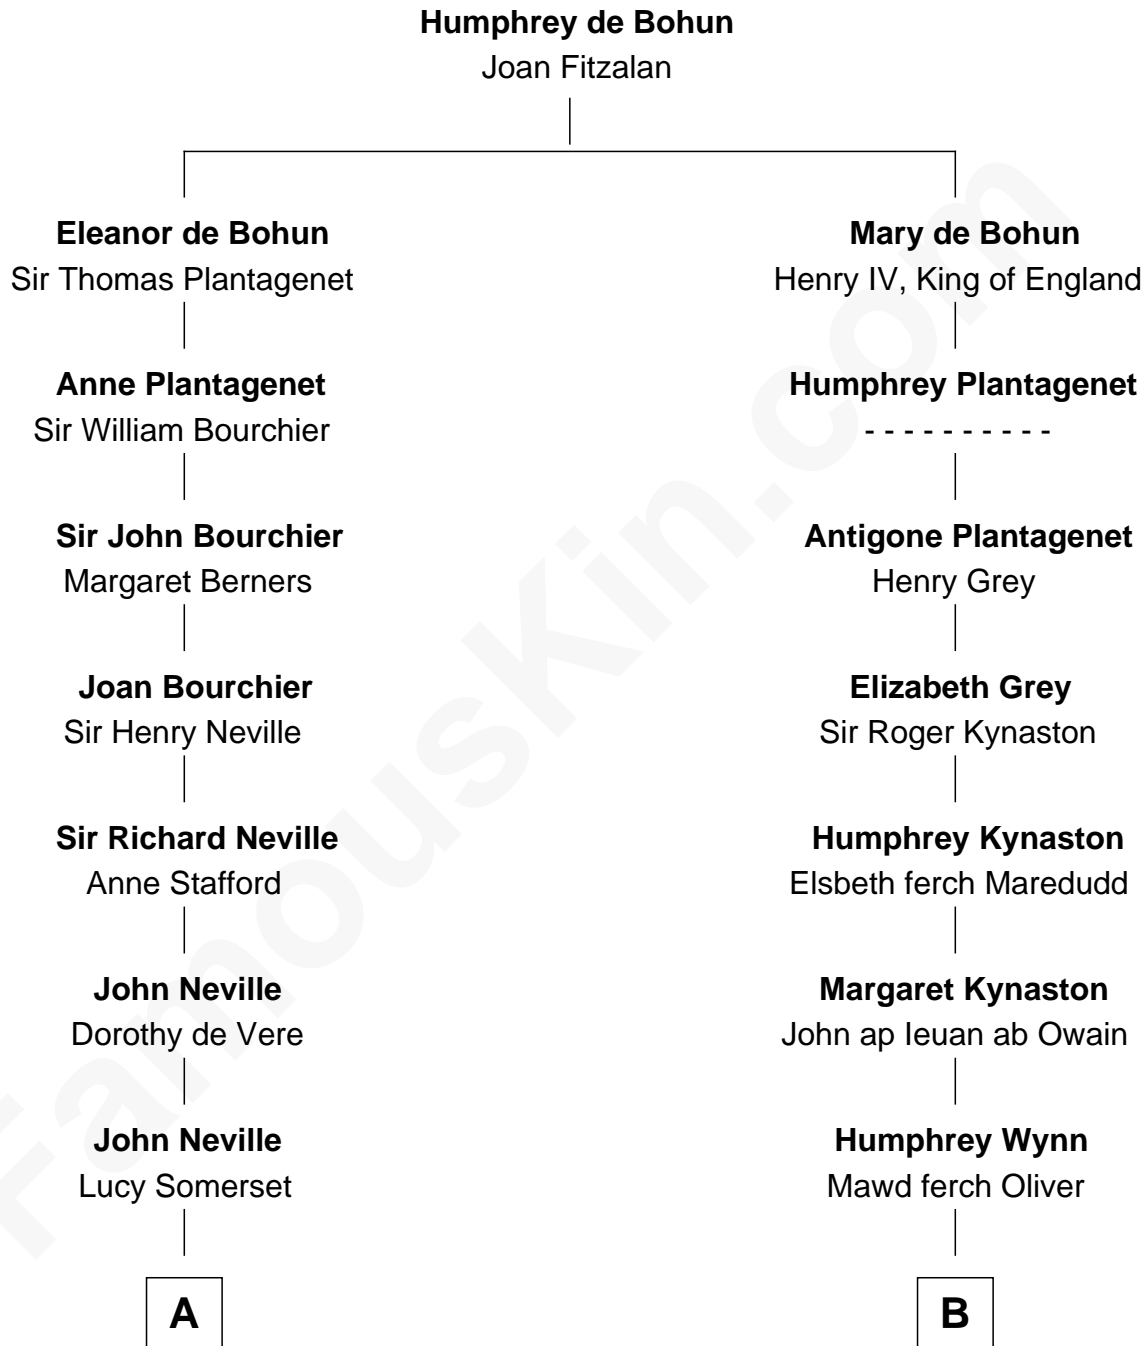 Humphrey de Bohun
Joan Fitzalan
Eleanor de Bohun
Sir Thomas Plantagenet
Mary de Bohun
Henry IV, King of England
Anne Plantagenet
Sir William Bourchier
Humphrey Plantagenet
- - - - - - - - - -
Sir John Bourchier
Margaret Berners
Antigone Plantagenet
Henry Grey
Joan Bourchier
Sir Henry Neville
Elizabeth Grey
Sir Roger Kynaston
Sir Richard Neville
Anne Stafford
Humphrey Kynaston
Elsbeth ferch Maredudd
John Neville
Dorothy de Vere
Margaret Kynaston
John ap Ieuan ab Owain
John Neville
Lucy Somerset
Humphrey Wynn
Mawd ferch Oliver
A
B
FamousKin.com